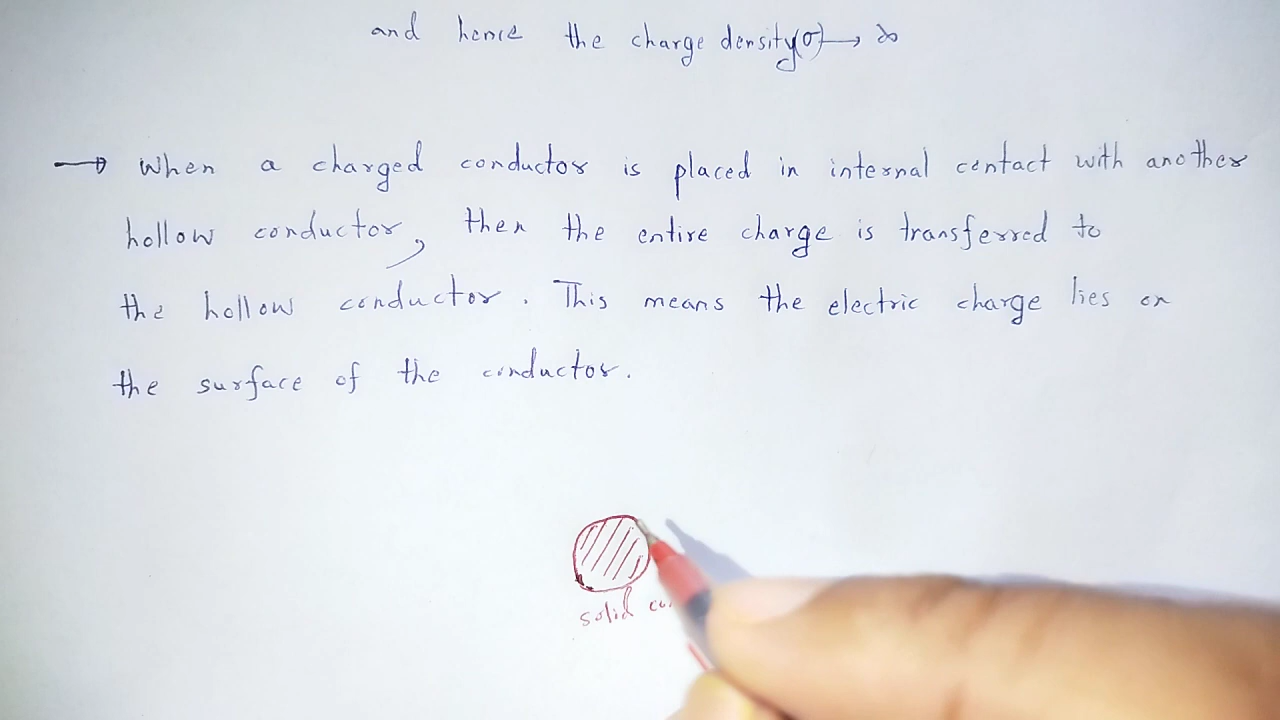 and hence the charge density(σ) → ∞
→ When a charged conductor is placed in internal contact with another
hollow conductor, then the entire charge is transferred to
the hollow conductor. This means the electric charge lies on
the surface of the conductor.
solid